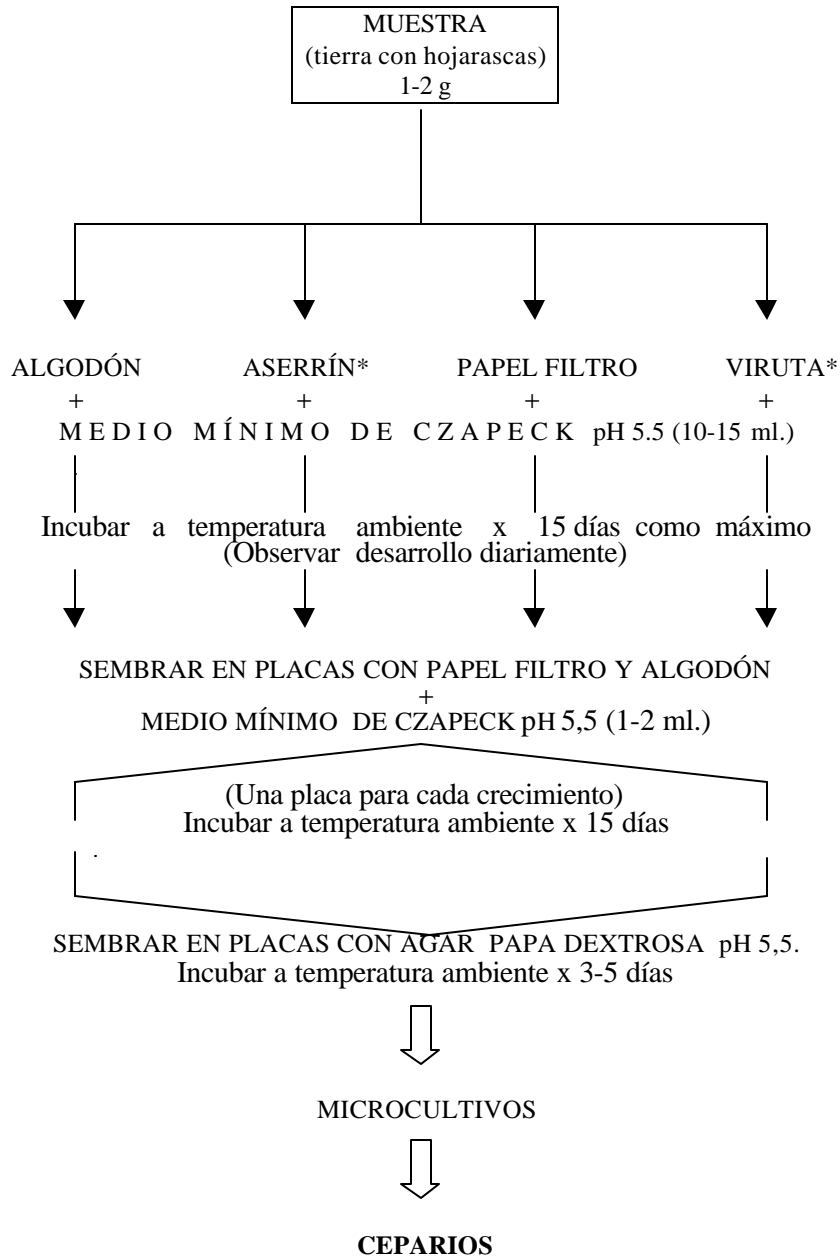 MUESTRA
(tierra con hojarascas)
1-2 g
ALGODÓN ASERRÍN* PAPEL FILTRO VIRUTA*
+ + + +
MEDIO MÍNIMO DE CZAPECK pH 5.5 (10-15 ml.)
Incubar a temperatura ambiente x 15 días como máximo
(Observar desarrollo diariamente)
SEMBRAR EN PLACAS CON PAPEL FILTRO Y ALGODÓN
+
MEDIO MÍNIMO DE CZAPECK pH 5,5 (1-2 ml.)
(Una placa para cada crecimiento)
Incubar a temperatura ambiente x 15 días
SEMBRAR EN PLACAS CON AGAR PAPA DEXTROSA pH 5,5.
Incubar a temperatura ambiente x 3-5 días
MICROCULTIVOS
CEPARIOS